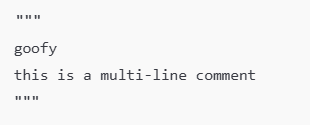 """
goofy
this is a multi-line comment
"""